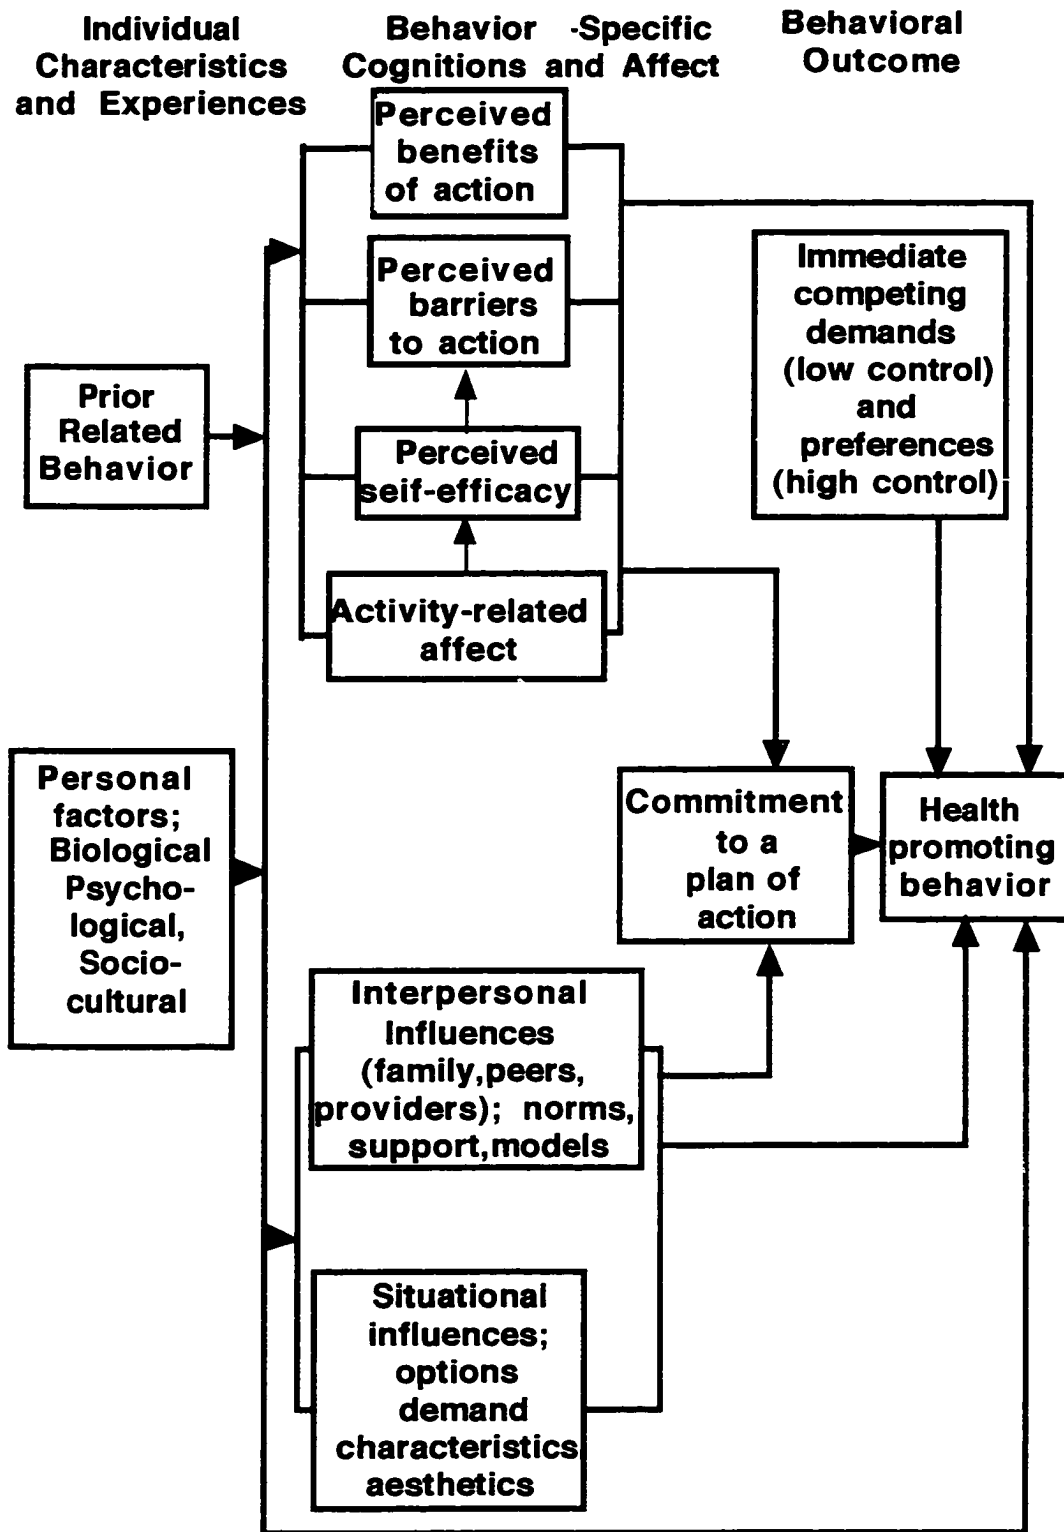 Individual
Characteristics
and Experiences
Behavior -Specific
Cognitions and Affect
Behavioral
Outcome
Perceived
benefits
of action
Perceived
barriers
to action
Perceived
seif-efficacy
Activity-related
affect
Prior
Related
Behavior
Personal
factors;
Biological
Psycho-
logical,
Socio-
cultural
Immediate
competing
demands
(low control)
and
preferences
(high control)
Commitment
to a
plan of
action
Health
promoting
behavior
Interpersonal
Influences
(family,peers,
providers); norms,
support,models
Situational
influences;
options
demand
characteristics
aesthetics